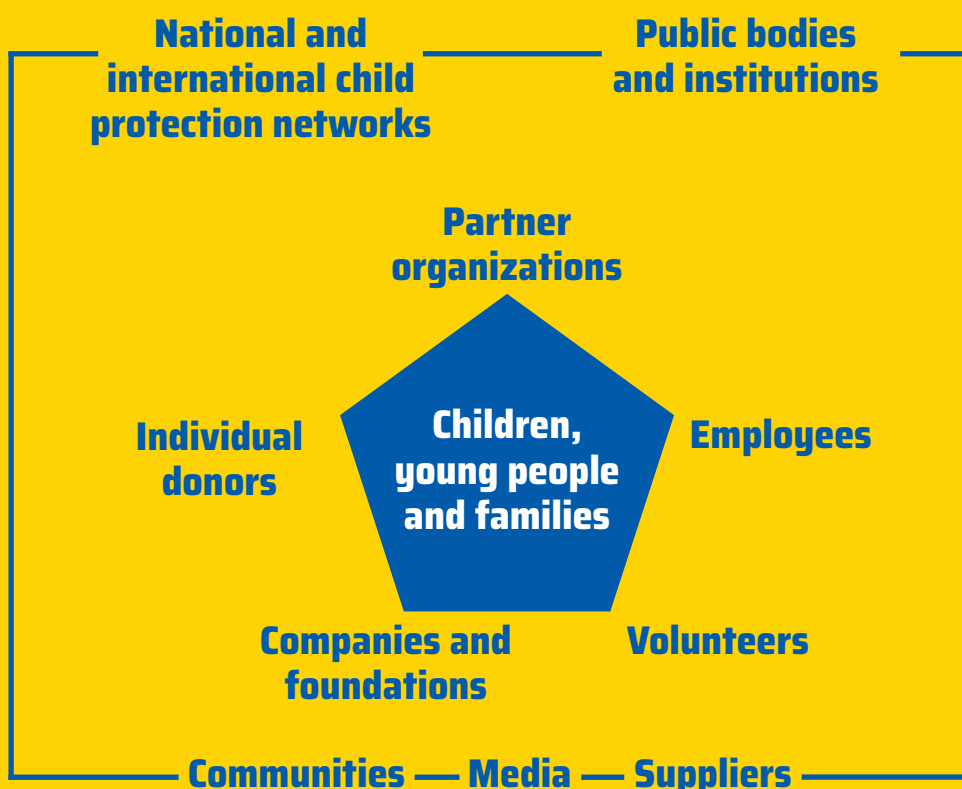 National and
international child
protection networks
Public bodies
and institutions
Partner
organizations
Individual
donors
Children,
young people
and families
Employees
Companies and
foundations
Volunteers
Communities
Media
Suppliers